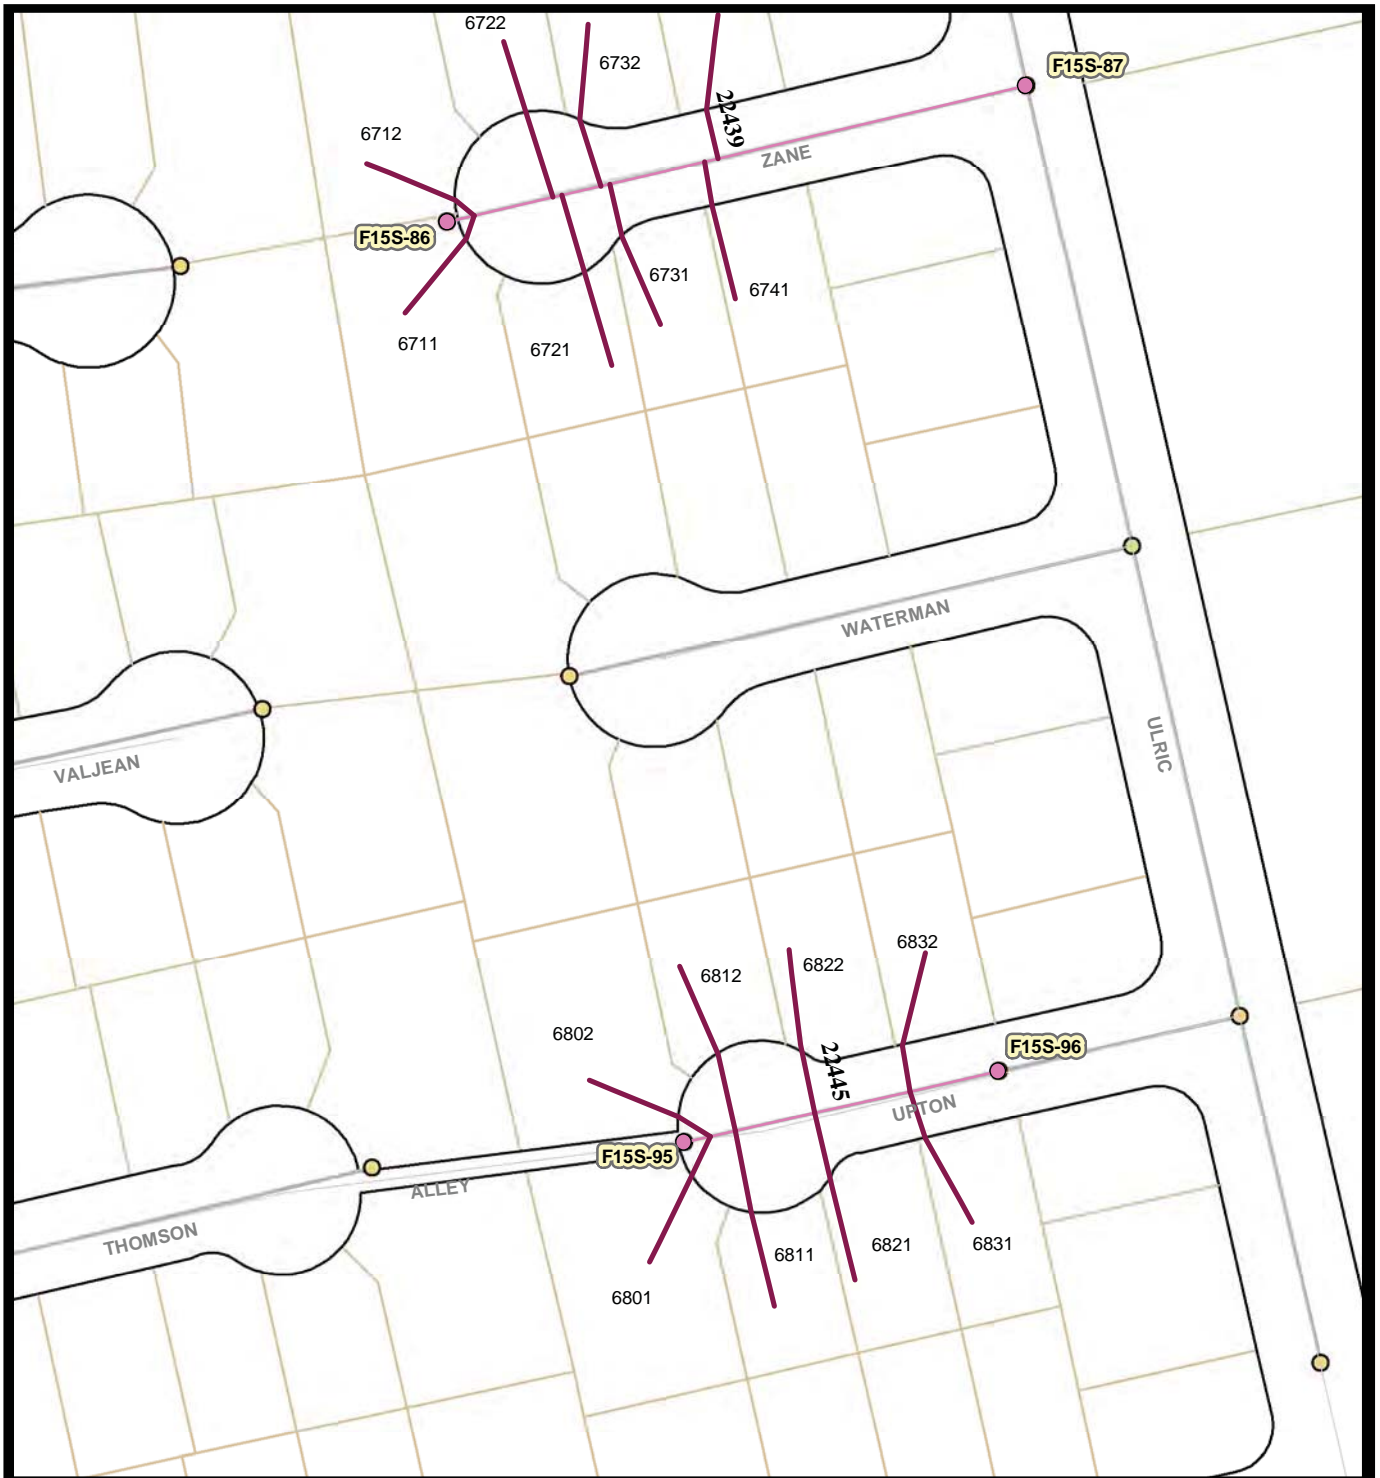 6722
6732
F15S-87
22439
6712
ZANE
F15S-86
6731
6741
6711
6721
WATERMAN
ULRIC
VALJEAN
6832
6812
6822
6802
F15S-96
22445
UPTON
F15S-95
ALLEY
THOMSON
6811
6821
6831
6801